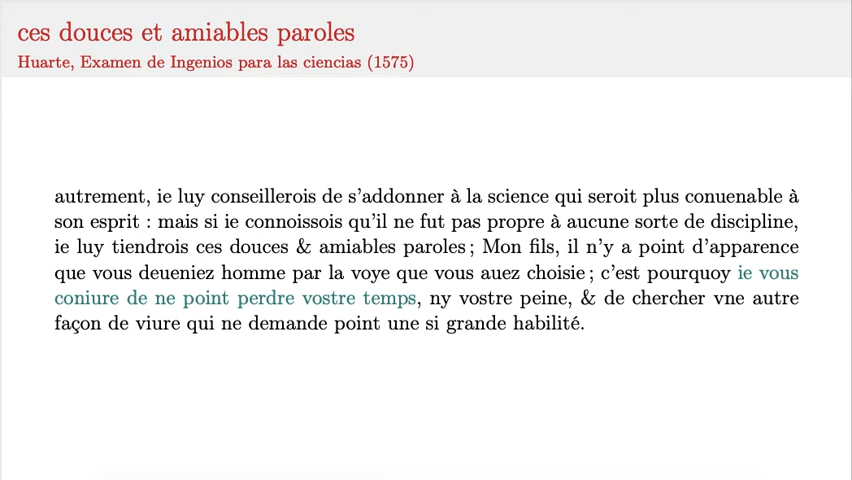 ces douces et amiables paroles
Huarte, Examen de Ingenios para las ciencias (1575)
autrement, ie luy conseillerois de s'addonner à la science qui seroit plus conuenable à
son esprit : mais si ie connoissois qu'il ne fut pas propre à aucune sorte de discipline,
ie luy tiendrois ces douces & amiables paroles ; Mon fils, il n'y a point d'apparence
que vous deueniez homme par la voye que vous auez choisie ; c'est pourquoy ie vous
coniure de ne point perdre vostre temps, ny vostre peine, & de chercher vne autre
façon de viure qui ne demande point une si grande habilité.